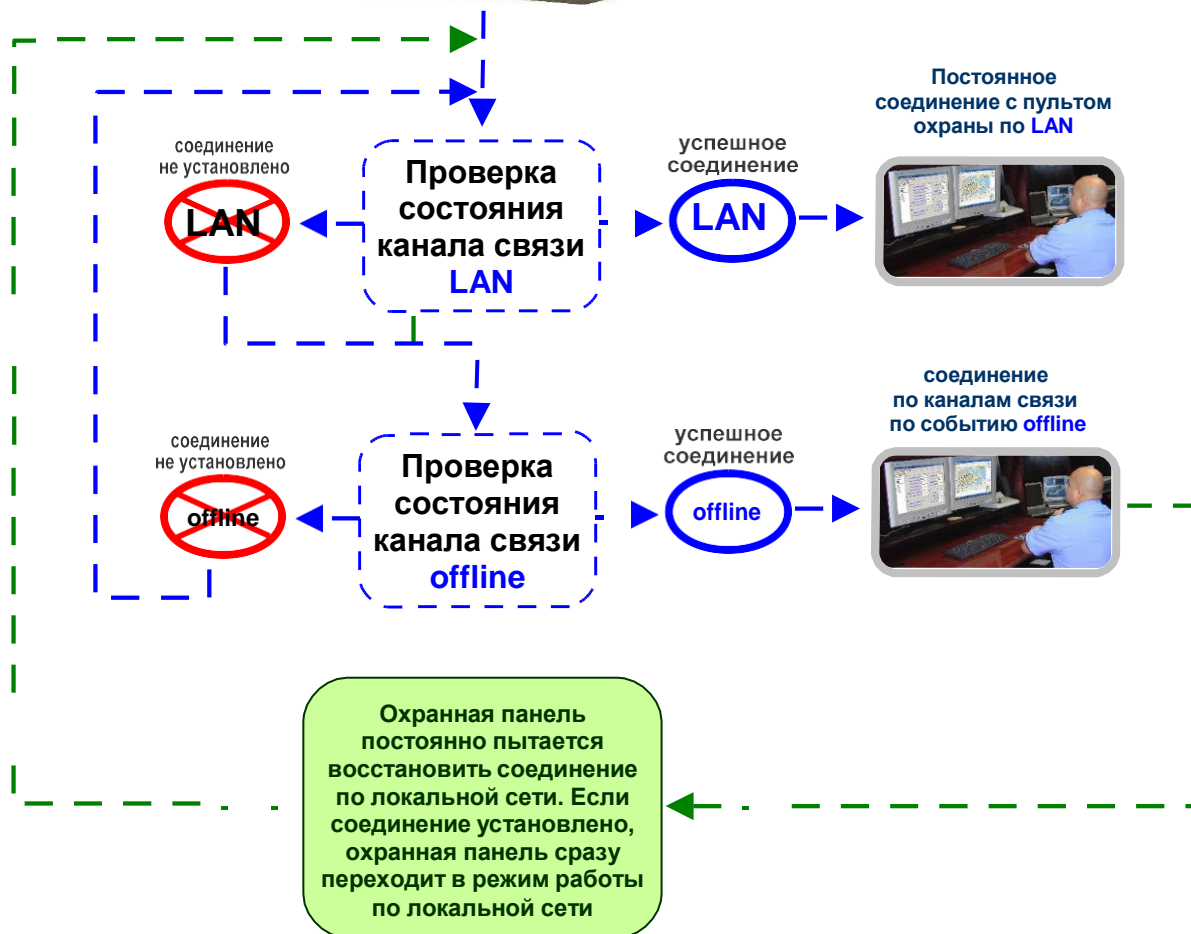 Постоянное
соединение с пультом
охраны по LAN
соединение
не установлено
LAN
Проверка
состояния
канала связи
LAN
успешное
соединение
LAN
соединение
по каналам связи
по событию offline
соединение
не установлено
offline
Проверка
состояния
канала связи
offline
успешное
соединение
offline
Охранная панель
постоянно пытается
восстановить соединение
по локальной сети. Если
соединение установлено,
охранная панель сразу
переходит в режим работы
по локальной сети